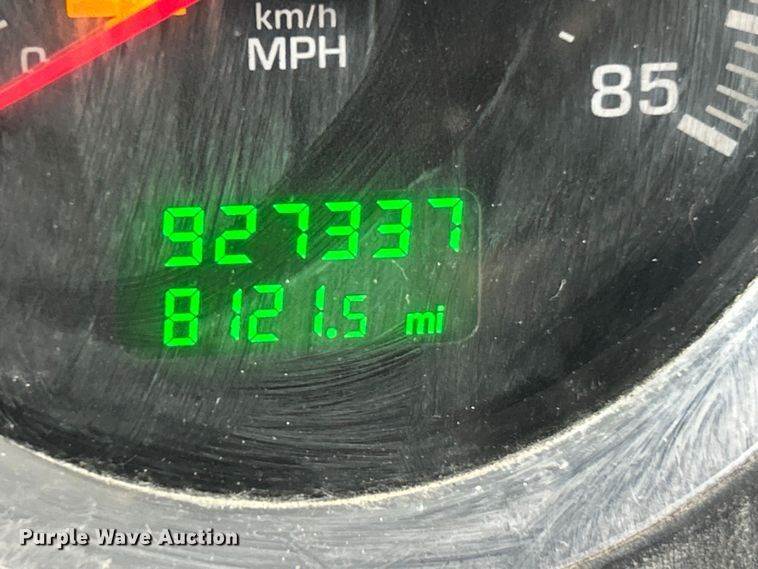 km/h
0
MPH
85
927337
8121.5 mi
Purple Wave Auction